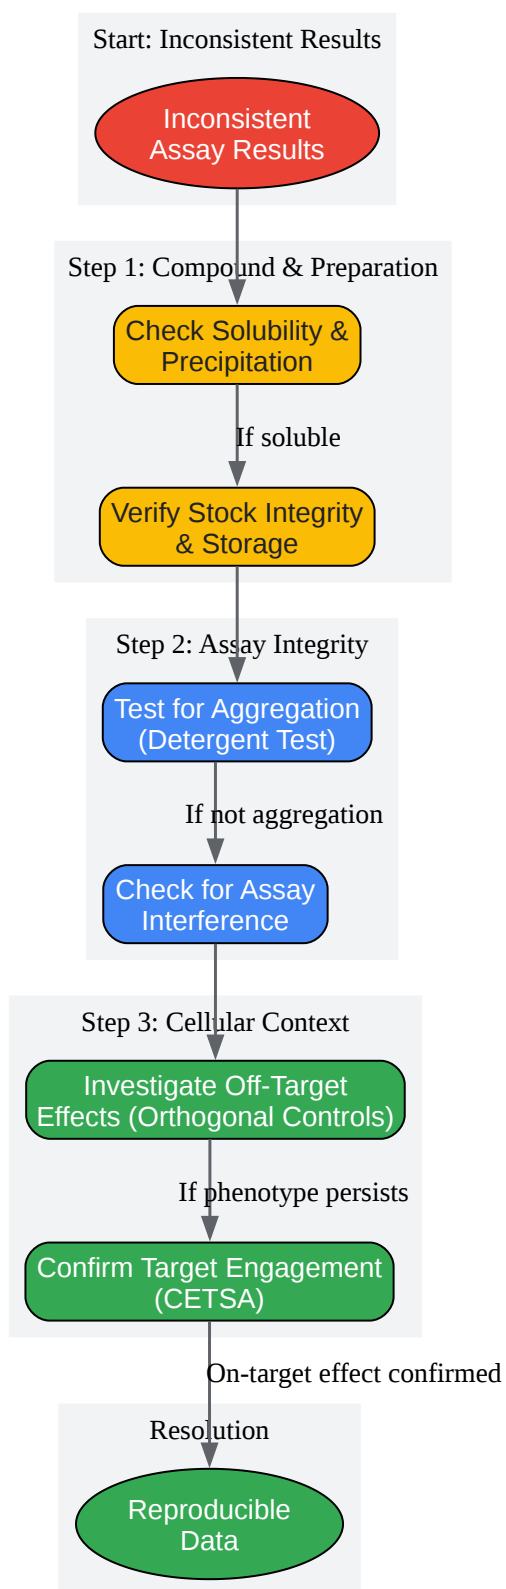 Start: Inconsistent Results
Inconsistent
Assay Results
Step 1: Compound & Preparation
Check Solubility &
Precipitation
If soluble
Verify Stock Integrity
& Storage
Step 2: Assay Integrity
Test for Aggregation
(Detergent Test)
If not aggregation
Check for Assay
Interference
Step 3: Cellular Context
Investigate Off-Target
Effects (Orthogonal Controls)
If phenotype persists
Confirm Target Engagement
(CETSA)
On-target effect confirmed
Resolution
Reproducible
Data